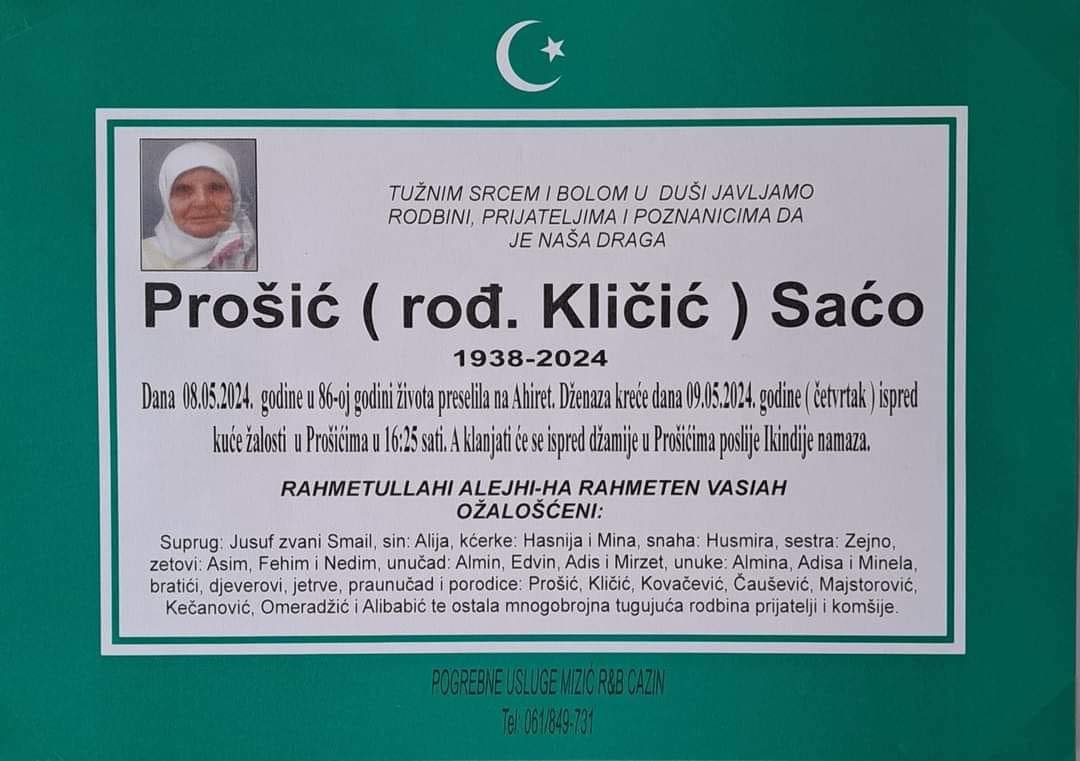 TUŽNIM SRCEM I BOLOM U DUŠI JAVLJAMO
RODBINI, PRIJATELJIMA I POZNANICIMA DA
JE NAŠA DRAGA
Prošić ( rođ. Kličić ) Saćo
1938-2024
Dana 08.05.2024. godine u 86-oj godini života preselila na Ahiret. Dženaza kreće dana 09.05.2024. godine ( četvrtak ) ispred
kuće žalosti u Prošićima u 16:25 sati. A klanjati će se ispred džamije u Prošićima poslije Ikindije namaza.
RAHMETULLAHI ALEJHI-HA RAHMETEN VASIAH
OŽALOŠĆENI:
Suprug: Jusuf zvani Smail, sin: Alija, kćerke: Hasnija i Mina, snaha: Husmira, sestra: Zejno,
zetovi: Asim, Fehim i Nedim, unučad: Almin, Edvin, Adis i Mirzet, unuke: Almina, Adisa i Minela,
bratići, djeverovi, jetrve, praunučad i porodice: Prošić, Kličić, Kovačević, Čaušević, Majstorović,
Kečanović, Omeradžić i Alibabić te ostala mnogobrojna tugujuća rodbina prijatelji i komšije.
POGREBNE USLUGE MIZIĆ R&B CAZIN
Tel: 061/849-731